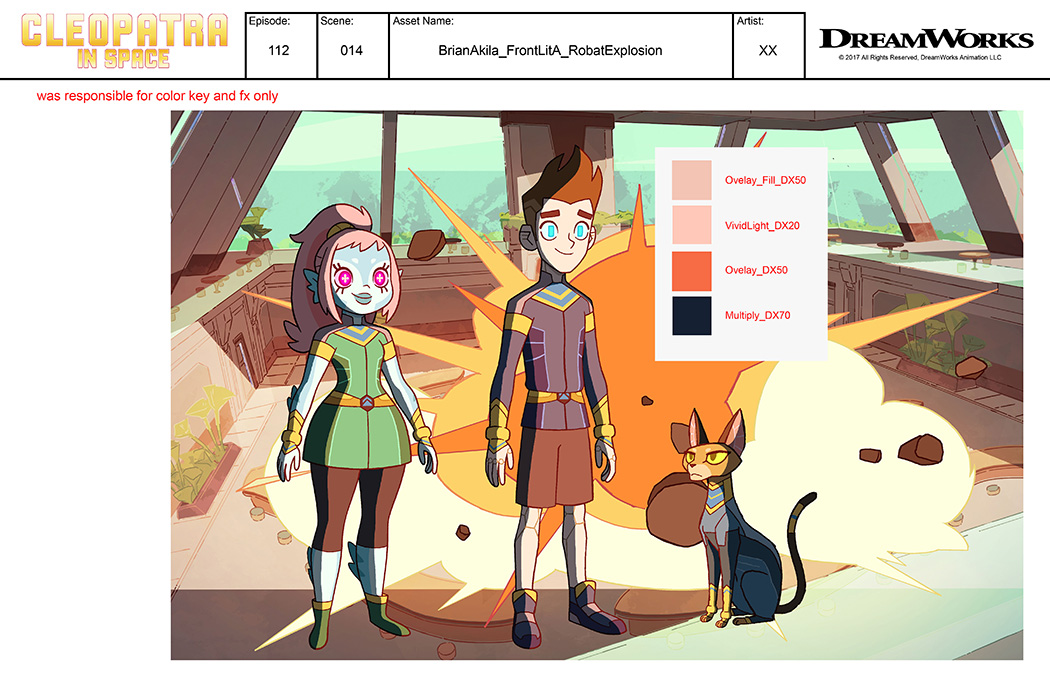 CLEOPATRA
IN SPACE
Episode:
112
Scene:
014
Asset Name:
BrianAkila_FrontLitA_RobatExplosion
Artist:
XX
DREAMWORKS
© 2017 All Rights Reserved, DreamWorks Animation LLC
was responsible for color key and fx only
Ovelay_Fill_DX50
VividLight_DX20
Ovelay_DX50
Multiply_DX70